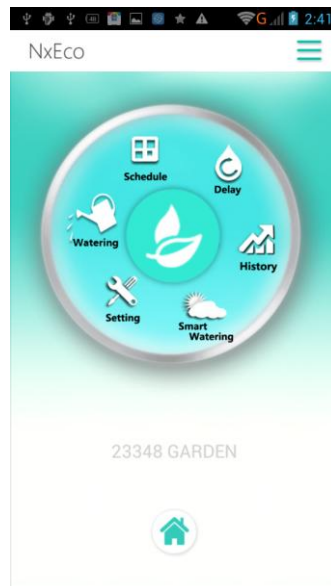 G 2:41
NxEco
Schedule
Delay
Watering
History
Setting
Smart
Watering
23348 GARDEN